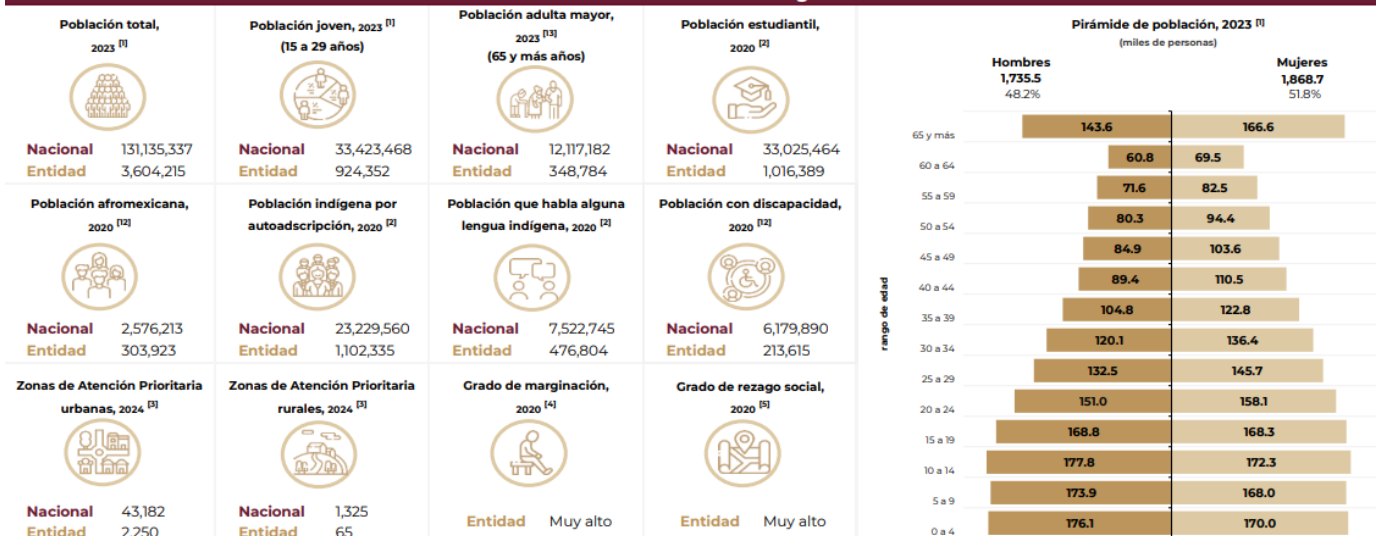 Población total,
2023 [1]
Nacional 131,135,337
Entidad 3,604,215
Población joven, 2023 [1]
(15 a 29 años)
Nacional 33,423,468
Entidad 924,352
Población adulta mayor,
2023 [13]
(65 y más años)
Nacional 12,117,182
Entidad 348,784
Población estudiantil,
2020 [2]
Nacional 33,025,464
Entidad 1,016,389
Población afromexicana,
2020 [12]
Nacional 2,576,213
Entidad 303,923
Población indígena por
autoadscripción, 2020 [2]
Nacional 23,229,560
Entidad 1,102,335
Población que habla alguna
lengua indígena, 2020 [2]
Nacional 7,522,745
Entidad 476,804
Población con discapacidad,
2020 [12]
Nacional 6,179,890
Entidad 213,615
Zonas de Atención Prioritaria
urbanas, 2024 [3]
Nacional 43,182
Entidad 2,250
Zonas de Atención Prioritaria
rurales, 2024 [3]
Nacional 1,325
Entidad 65
Grado de marginación,
2020 [4]
Entidad Muy alto
Grado de rezago social,
2020 [5]
Entidad Muy alto
Pirámide de población, 2023 [1]
(miles de personas)
Hombres Mujeres
1,735.5 1,868.7
48.2% 51.8%
rango de edad
65 y más 143.6 166.6
60 a 64 60.8 69.5
55 a 59 71.6 82.5
50 a 54 80.3 94.4
45 a 49 84.9 103.6
40 a 44 89.4 110.5
35 a 39 104.8 122.8
30 a 34 120.1 136.4
25 a 29 132.5 145.7
20 a 24 151.0 158.1
15 a 19 168.8 168.3
10 a 14 177.8 172.3
5 a 9 173.9 168.0
0 a 4 176.1 170.0